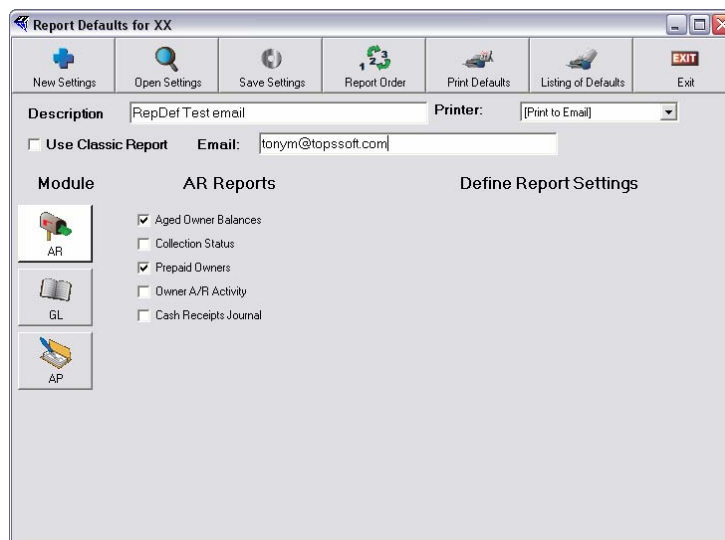 Report Defaults for XX
New Settings Open Settings Save Settings Report Order Print Defaults Listing of Defaults EXIT Exit
Description RepDef Test email Printer: [Print to Email]
Use Classic Report Email: tonym@topssoft.com
Module AR Reports Define Report Settings
AR
Aged Owner Balances
Collection Status
Prepaid Owners
Owner A/R Activity
Cash Receipts Journal
GL
AP